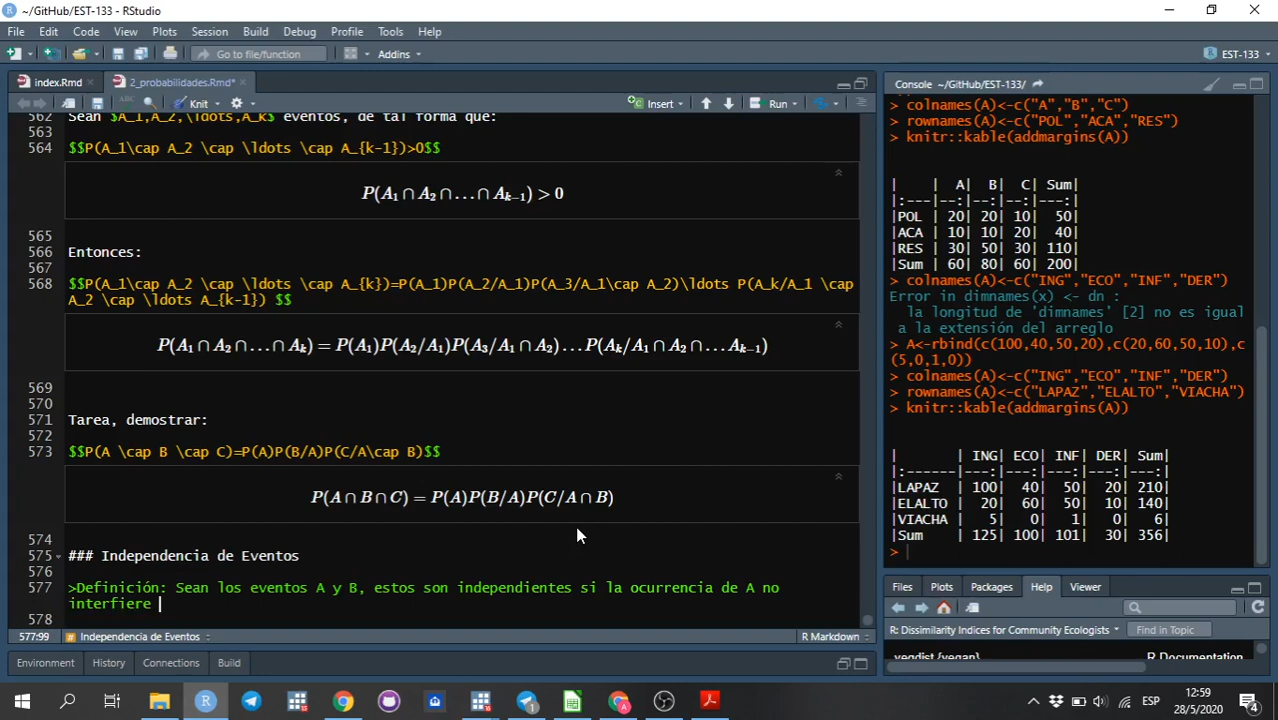 ~/GitHub/EST-133 - RStudio
File Edit Code View Plots Session Build Debug Profile Tools Help
Go to file/function
Addins
EST-133
index.Rmd
2_probabilidades.Rmd*
Knit
Insert
Run
562 Sean $A_1,A_2,\ldots,A_k$ eventos, de tal forma que:
563
564 $$P(A_1\cap A_2 \cap \ldots \cap A_{k-1})>0$$
P(A₁ ∩ A₂ ∩ … ∩ Aₖ₋₁) > 0
565
566 Entonces:
567
568 $$P(A_1\cap A_2 \cap \ldots \cap A_{k})=P(A_1)P(A_2/A_1)P(A_3/A_1\cap A_2)\ldots P(A_k/A_1 \cap
A_2 \cap \ldots A_{k-1}) $$
P(A₁ ∩ A₂ ∩ … ∩ Aₖ) = P(A₁)P(A₂/A₁)P(A₃/A₁ ∩ A₂) … P(Aₖ/A₁ ∩ A₂ ∩ … Aₖ₋₁)
569
570
571 Tarea, demostrar:
572
573 $$P(A \cap B \cap C)=P(A)P(B/A)P(C/A\cap B)$$
P(A ∩ B ∩ C) = P(A)P(B/A)P(C/A ∩ B)
574
575 ### Independencia de Eventos
576
577 >Definición: Sean los eventos A y B, estos son independientes si la ocurrencia de A no
interfiere
578
577:99 Independencia de Eventos R Markdown
Environment History Connections Build
Console ~/GitHub/EST-133/
> colnames(A)<-c("A","B","C")
> rownames(A)<-c("POL","ACA","RES")
> knitr::kable(addmargins(A))
|    |  A|  B|  C| Sum|
|:---|--:|--:|--:|---:|
|POL | 20| 20| 10|  50|
|ACA | 10| 10| 20|  40|
|RES | 30| 50| 30| 110|
|Sum | 60| 80| 60| 200|
> colnames(A)<-c("ING","ECO","INF","DER")
Error in dimnames(x) <- dn :
la longitud de 'dimnames' [2] no es igual
a la extensión del arreglo
> A<-rbind(c(100,40,50,20),c(20,60,50,10),c
(5,0,1,0))
> colnames(A)<-c("ING","ECO","INF","DER")
> rownames(A)<-c("LAPAZ","ELALTO","VIACHA")
> knitr::kable(addmargins(A))
|       | ING| ECO| INF| DER| Sum|
|:------|---:|---:|---:|---:|---:|
|LAPAZ  | 100|  40|  50|  20| 210|
|ELALTO |  20|  60|  50|  10| 140|
|VIACHA |   5|   0|   1|   0|   6|
|Sum    | 125| 100| 101|  30| 356|
>
Files Plots Packages Help Viewer
R: Dissimilarity Indices for Community Ecologists
Find in Topic
vegdist {vegan} R Documentation
ESP
12:59
28/5/2020
4